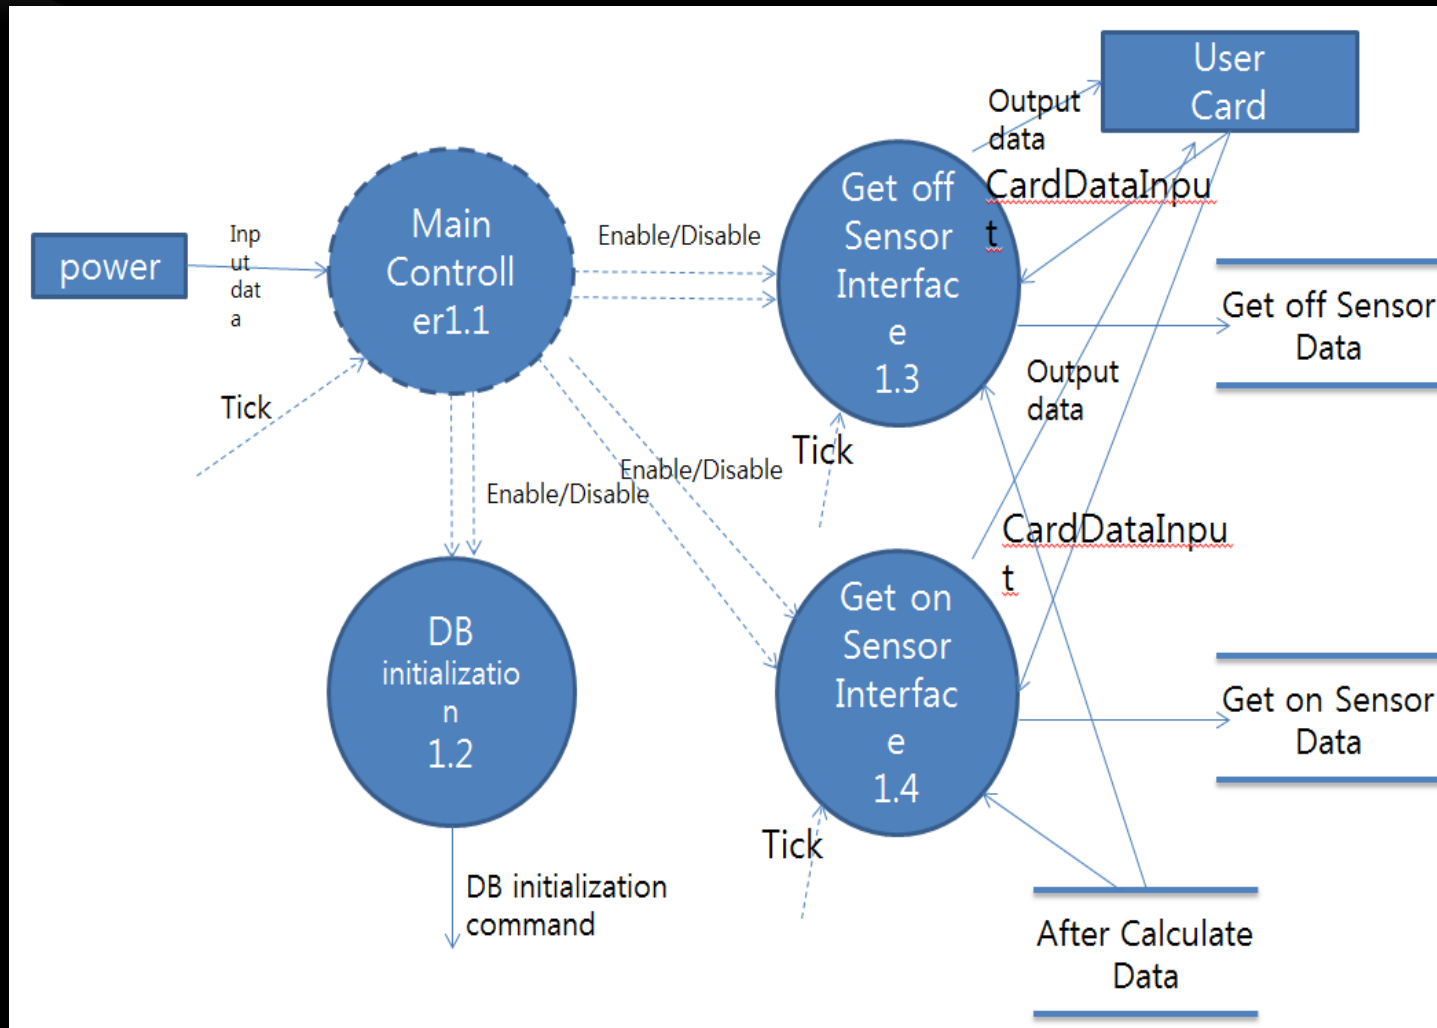 User
Card
Output
data
CardDataInpu
t
Get off
Sensor
Interfac
e
1.3
Main
Controll
er1.1
Enable/Disable
power
Inp
ut
dat
a
Get off Sensor
Data
Tick
Output
data
Tick
Enable/Disable
Enable/Disable
CardDataInpu
t
Get on
Sensor
Interfac
e
1.4
DB
initializatio
n
1.2
Get on Sensor
Data
Tick
DB initialization
command
After Calculate
Data